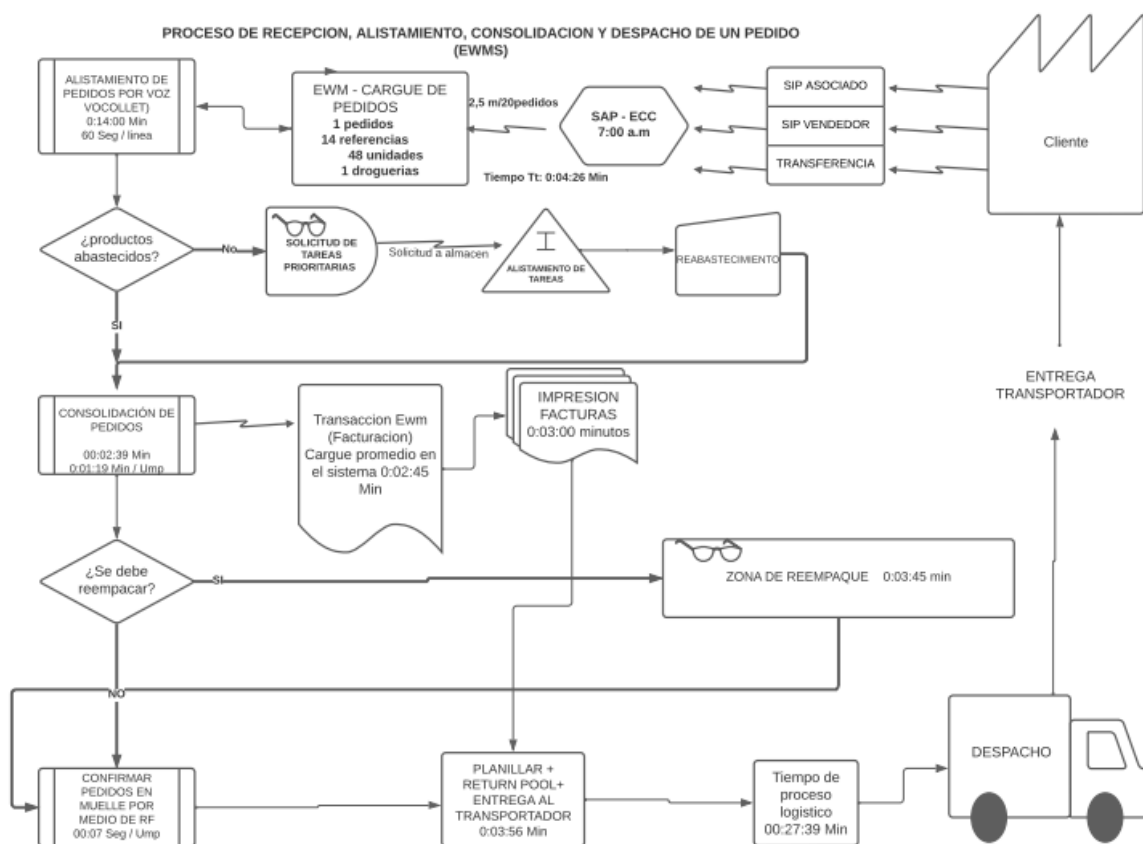 PROCESO DE RECEPCION, ALISTAMIENTO, CONSOLIDACION Y DESPACHO DE UN PEDIDO
(EWMS)
ALISTAMIENTO DE
PEDIDOS POR VOZ
VOCOLLET)
0:14:00 Min
60 Seg / linea
EWM - CARGUE DE
PEDIDOS
1 pedidos
14 referencias
48 unidades
1 droguerias
2,5 m/20pedidos
Tiempo Tt: 0:04:26 Min
SAP - ECC
7:00 a.m
SIP ASOCIADO
SIP VENDEDOR
TRANSFERENCIA
Cliente
¿productos
abastecidos?
No
SOLICITUD DE
TAREAS
PRIORITARIAS
Solicitud a almacen
I
ALISTAMIENTO DE
TAREAS
REABASTECIMIENTO
SI
CONSOLIDACIÓN DE
PEDIDOS
00:02:39 Min
0:01:19 Min / Ump
Transaccion Ewm
(Facturacion)
Cargue promedio en
el sistema 0:02:45
Min
IMPRESION
FACTURAS
0:03:00 minutos
ENTREGA
TRANSPORTADOR
¿Se debe
reempacar?
SI
ZONA DE REEMPAQUE 0:03:45 min
NO
CONFIRMAR
PEDIDOS EN
MUELLE POR
MEDIO DE RF
00:07 Seg / Ump
PLANILLAR +
RETURN POOL+
ENTREGA AL
TRANSPORTADOR
0:03:56 Min
Tiempo de
proceso
logistico
00:27:39 Min
DESPACHO